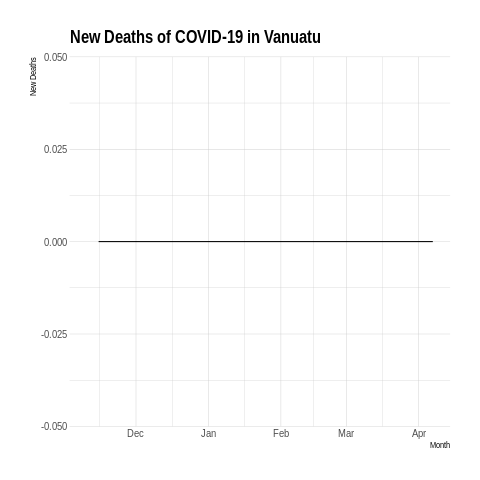 New Deaths of COVID-19 in Vanuatu
New Deaths
0.050
0.025
0.000
-0.025
-0.050
Dec Jan Feb Mar Apr
Month